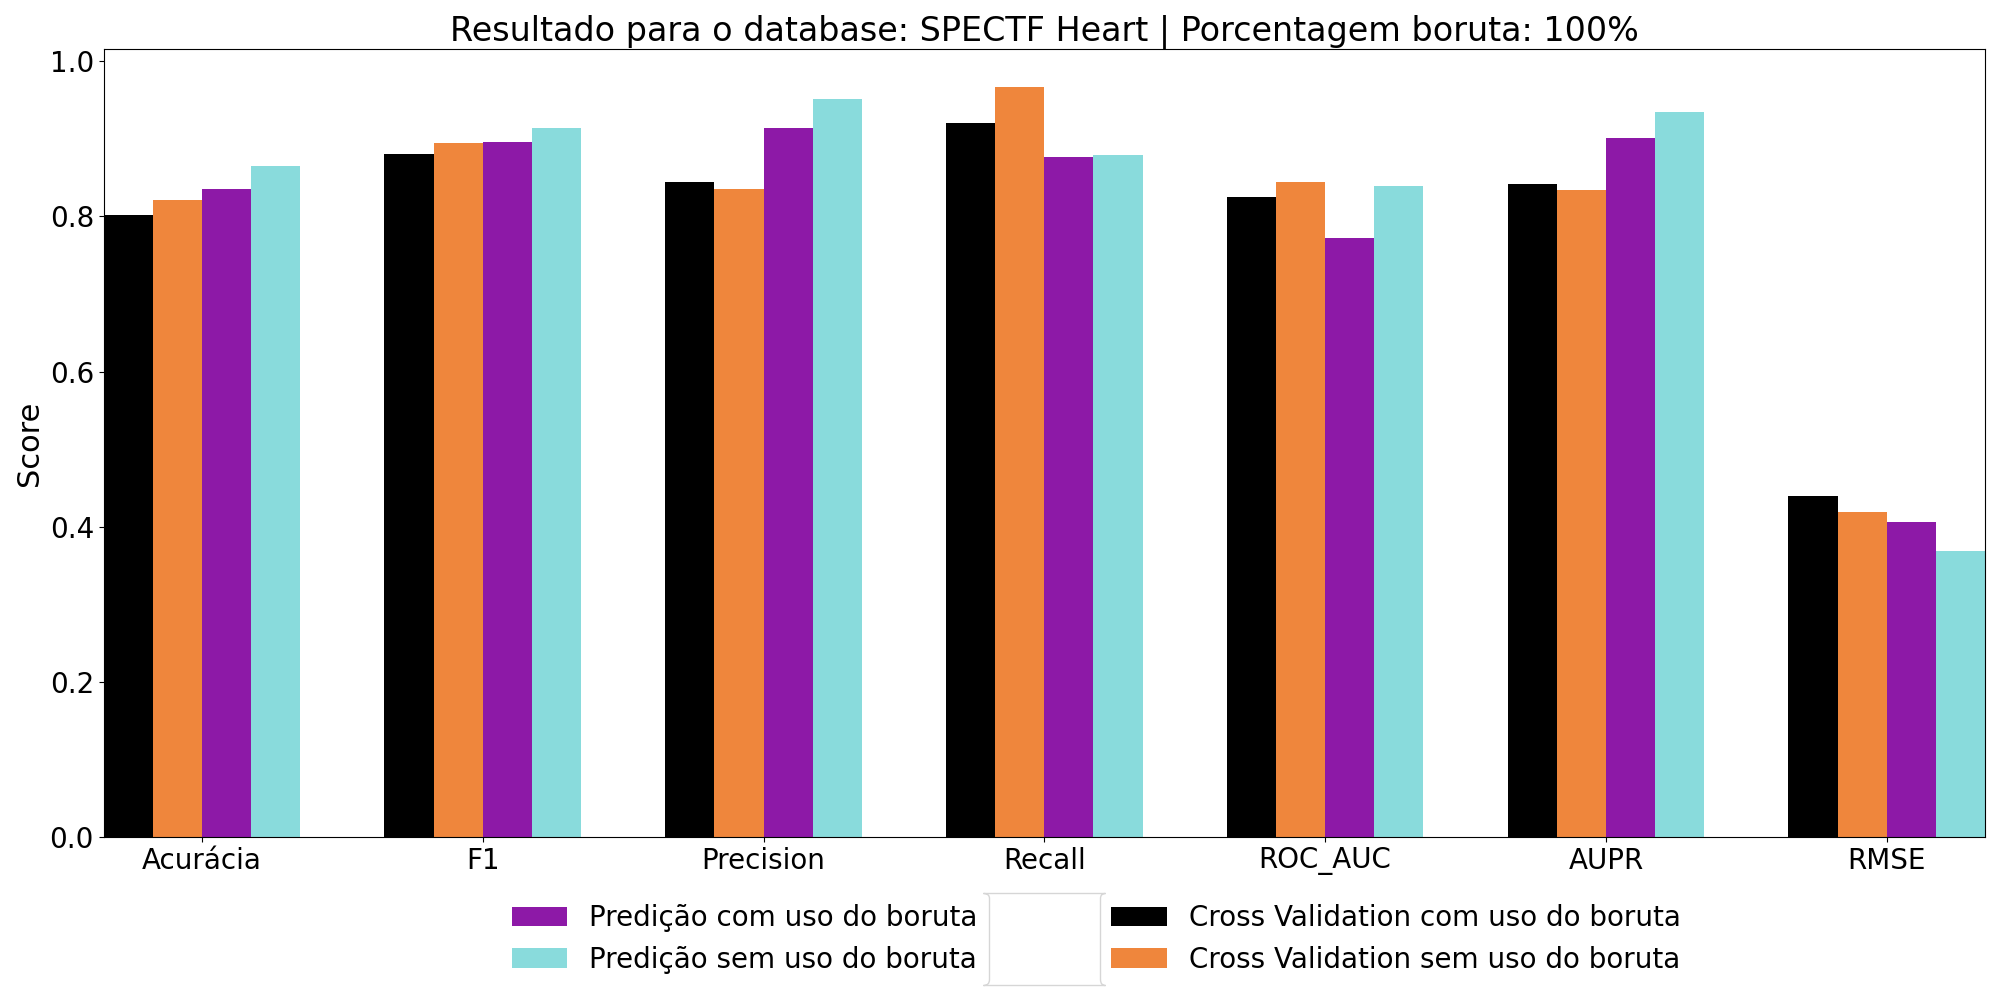 Resultado para o database: SPECTF Heart | Porcentagem boruta: 100%
1.0
0.8
0.6
0.4
0.2
0.0
Score
Acurácia F1 Precision Recall ROC_AUC AUPR RMSE
Predição com uso do boruta
Predição sem uso do boruta
Cross Validation com uso do boruta
Cross Validation sem uso do boruta